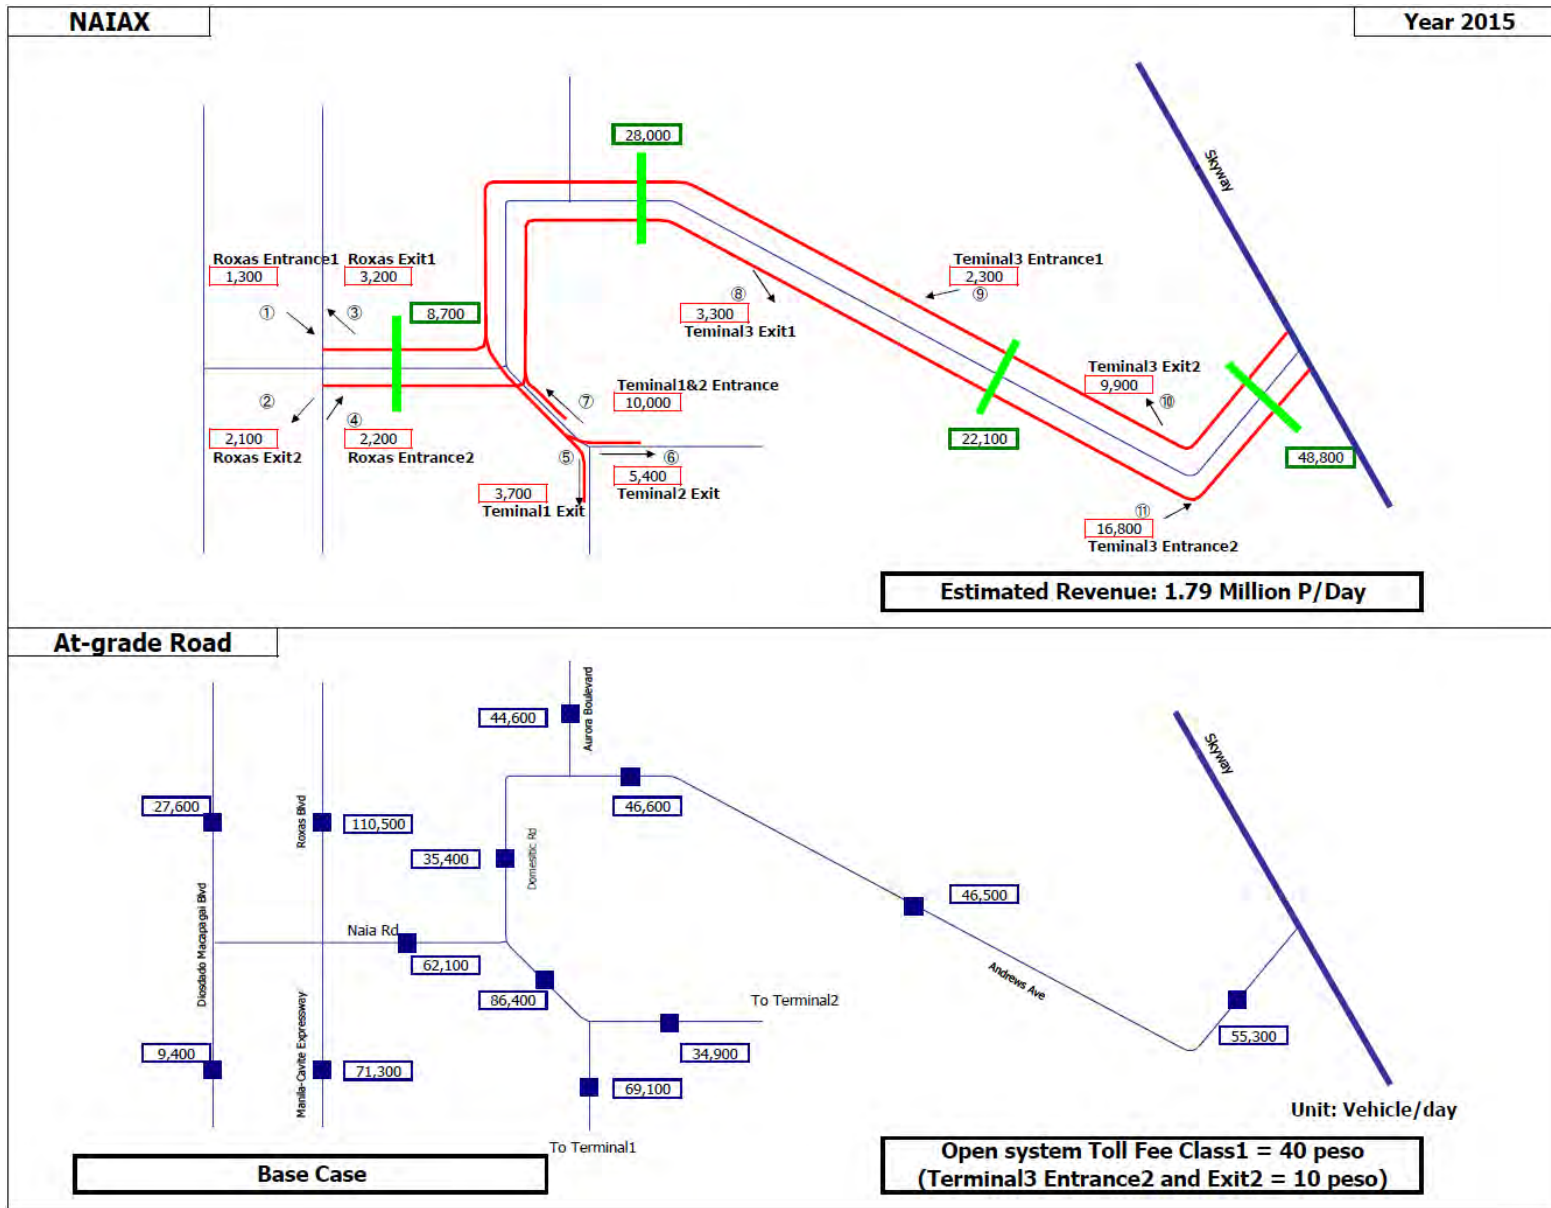 NAIAX
Year 2015
28,000
Skyway
Roxas Entrance1
1,300
Roxas Exit1
3,200
①
③
8,700
Teminal3 Entrance1
2,300
⑨
⑧
3,300
Teminal3 Exit1
Teminal3 Exit2
9,900
⑩
②
④
2,100
Roxas Exit2
2,200
Roxas Entrance2
Teminal1&2 Entrance
10,000
⑦
⑤
⑥
3,700
Teminal1 Exit
5,400
Teminal2 Exit
22,100
48,800
⑪
16,800
Teminal3 Entrance2
Estimated Revenue: 1.79 Million P/Day
At-grade Road
44,600
Aurora Boulevard
Skyway
27,600
Roxas Blvd
110,500
46,600
35,400
Domesitic Rd
46,500
Diosdado Macapagal Blvd
Naia Rd
62,100
86,400
Andrews Ave
To Terminal2
Manila-Cavite Expressway
9,400
71,300
34,900
69,100
55,300
To Terminal1
Unit: Vehicle/day
Base Case
Open system Toll Fee Class1 = 40 peso
(Terminal3 Entrance2 and Exit2 = 10 peso)